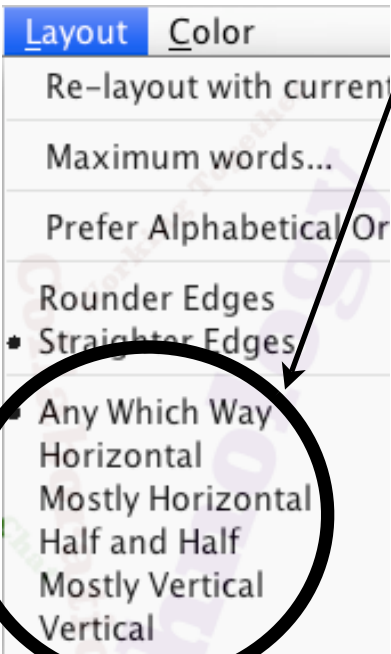 Layout Color
Re-layout with current
Maximum words...
Prefer Alphabetical Or
Rounder Edges
Straighter Edges
Any Which Way
Horizontal
Mostly Horizontal
Half and Half
Mostly Vertical
Vertical